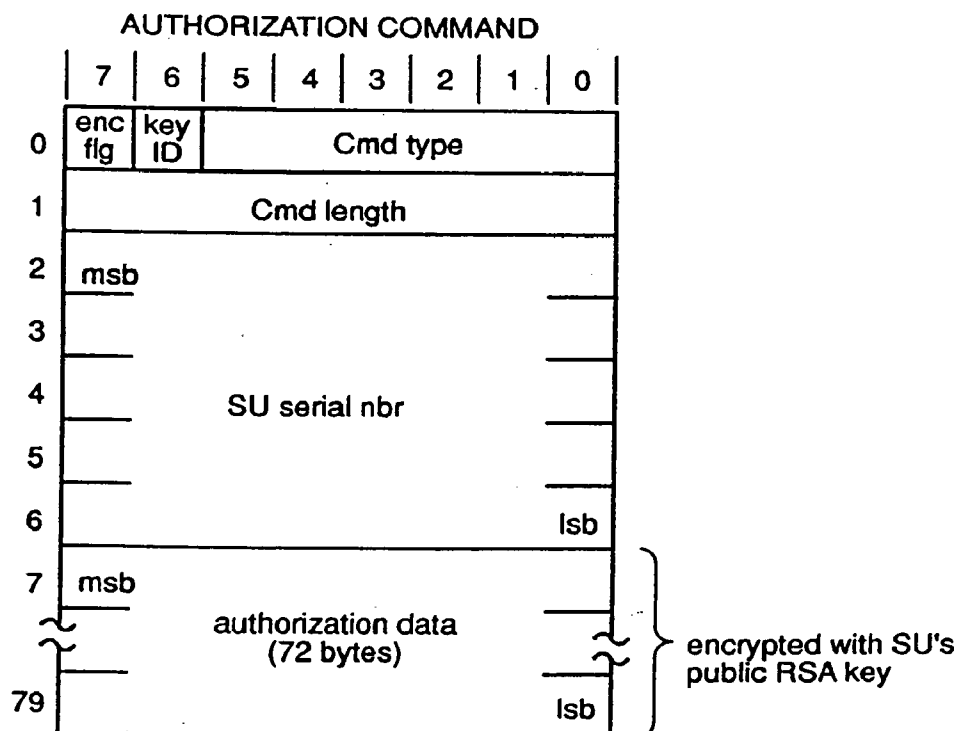 AUTHORIZATION COMMAND
7 6 5 4 3 2 1 0
0 enc flg key ID Cmd type
1 Cmd length
2 msb
3
4 SU serial nbr
5
6 lsb
7 msb
authorization data
(72 bytes)
encrypted with SU's
public RSA key
79 lsb